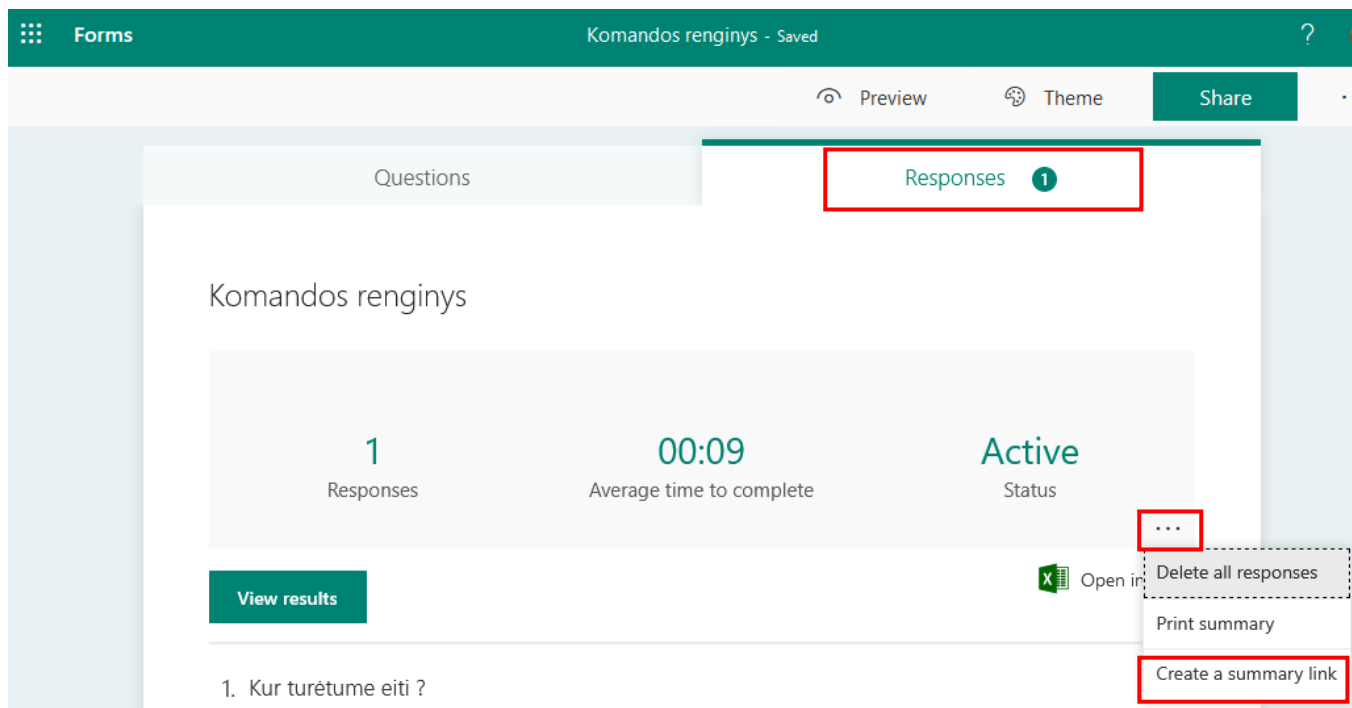 Forms
Komandos renginys - Saved
?
Preview
Theme
Share
Questions
Responses 1
Komandos renginys
1
Responses
00:09
Average time to complete
Active
Status
...
View results
Open in
Delete all responses
Print summary
Create a summary link
1. Kur turėtume eiti ?